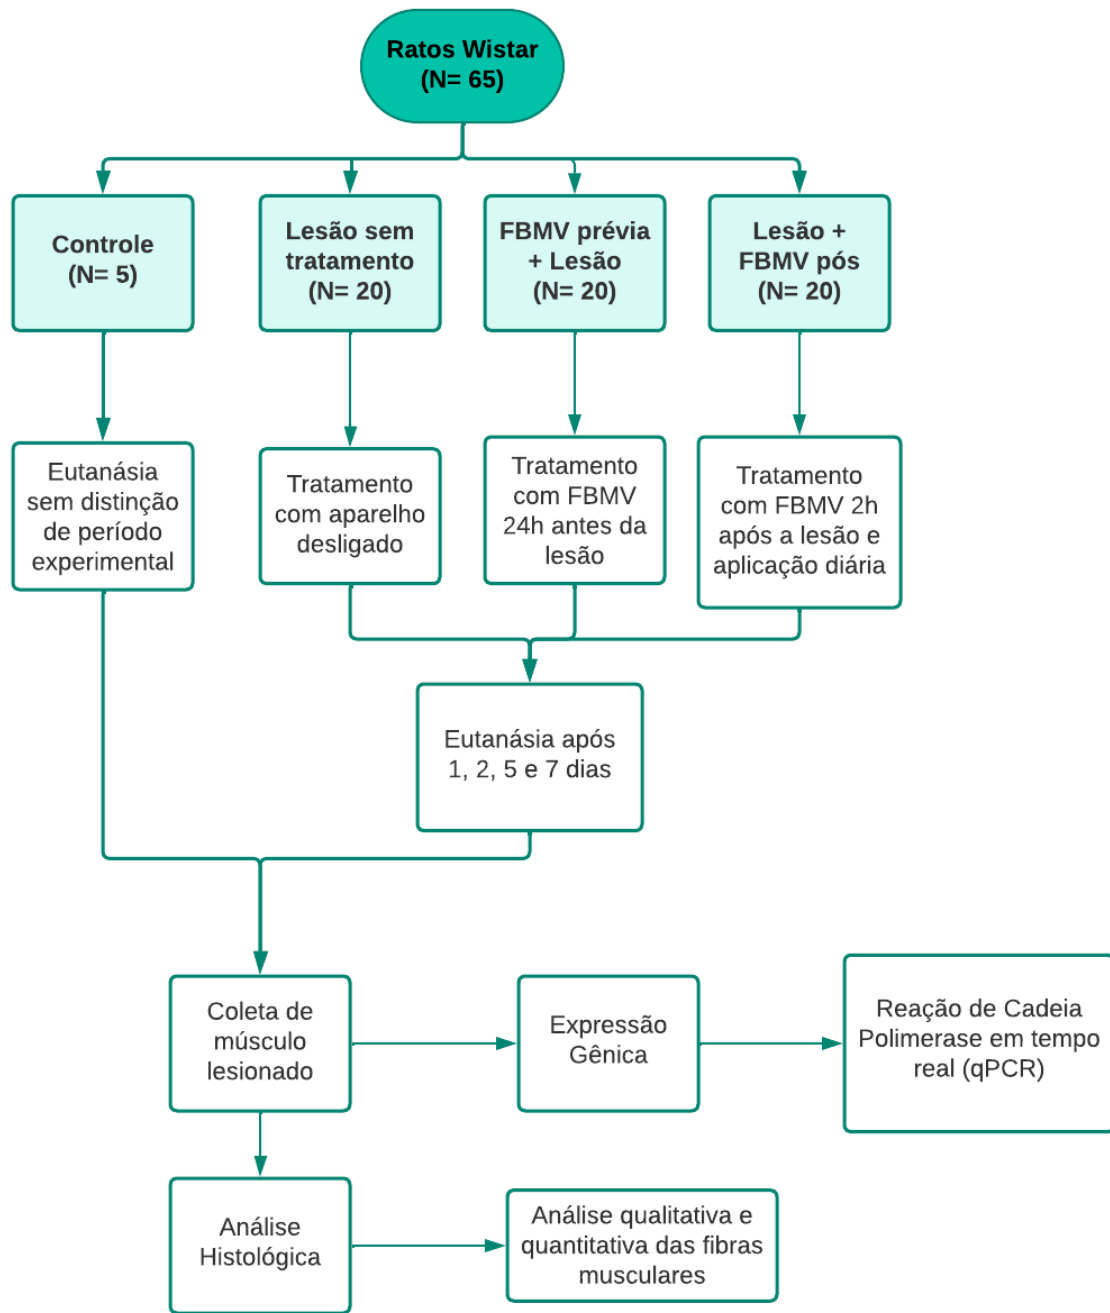 Ratos Wistar
(N= 65)
Controle
(N= 5)
Lesão sem
tratamento
(N= 20)
FBMV prévia
+ Lesão
(N= 20)
Lesão +
FBMV pós
(N= 20)
Eutanásia
sem distinção
de período
experimental
Tratamento
com aparelho
desligado
Tratamento
com FBMV
24h antes da
lesão
Tratamento
com FBMV 2h
após a lesão e
aplicação diária
Eutanásia após
1, 2, 5 e 7 dias
Coleta de
músculo
lesionado
Expressão
Gênica
Reação de Cadeia
Polimerase em tempo
real (qPCR)
Análise
Histológica
Análise qualitativa e
quantitativa das fibras
musculares